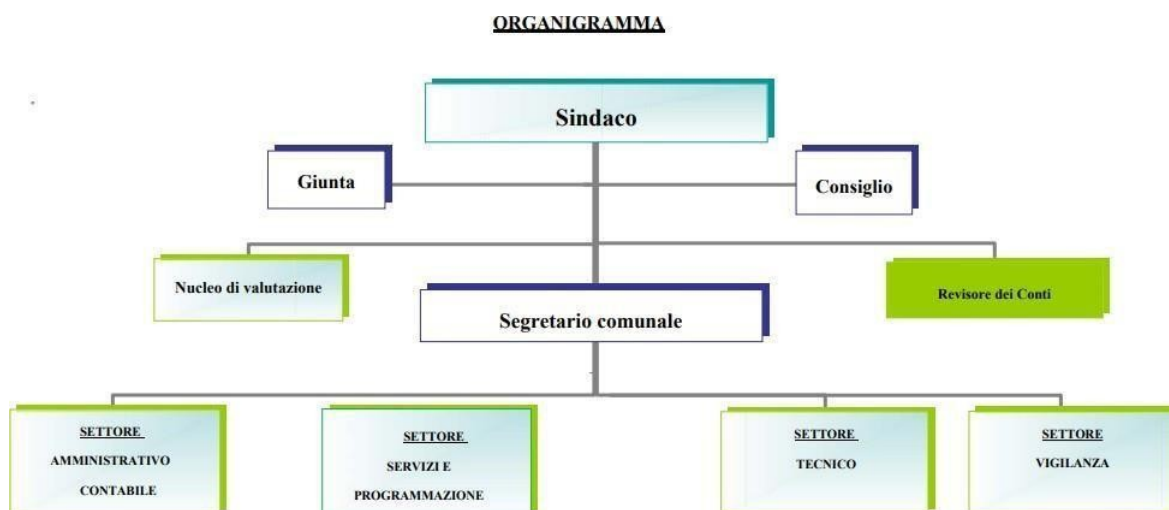 ORGANIGRAMMA
Sindaco
Giunta
Consiglio
Nucleo di valutazione
Revisore dei Conti
Segretario comunale
SETTORE
AMMINISTRATIVO
CONTABILE
SETTORE
SERVIZI E
PROGRAMMAZIONE
SETTORE
TECNICO
SETTORE
VIGILANZA